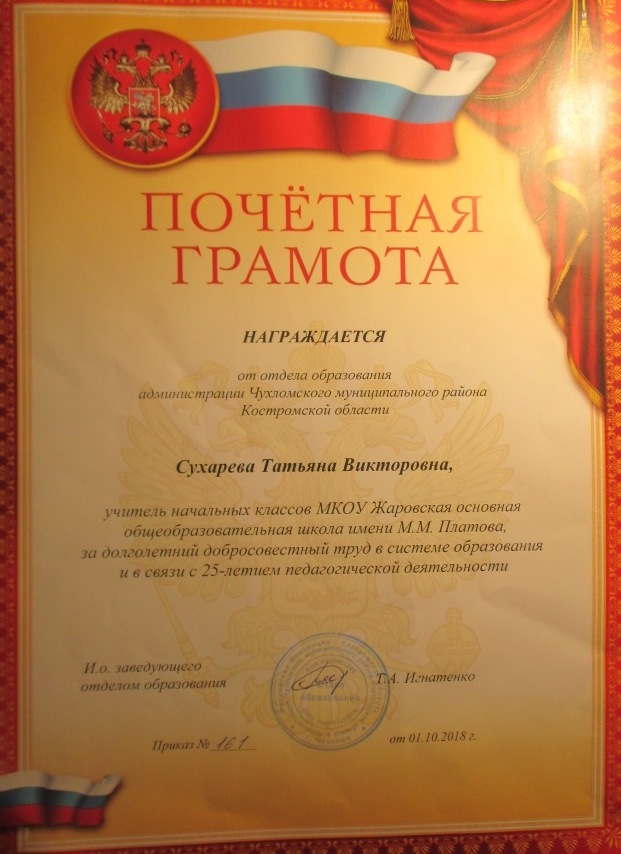 ПОЧЁТНАЯ
ГРАМОТА
НАГРАЖДАЕТСЯ
от отдела образования
администрации Чухломского муниципального района
Костромской области
Сухарева Татьяна Викторовна,
учитель начальных классов МКОУ Жаровская основная
общеобразовательная школа имени М.М. Платова,
за долголетний добросовестный труд в системе образования
и в связи с 25-летием педагогической деятельности
И.о. заведующего
отделом образования
Т.А. Игнатенко
образования
Приказ № 161
от 01.10.2018 г.